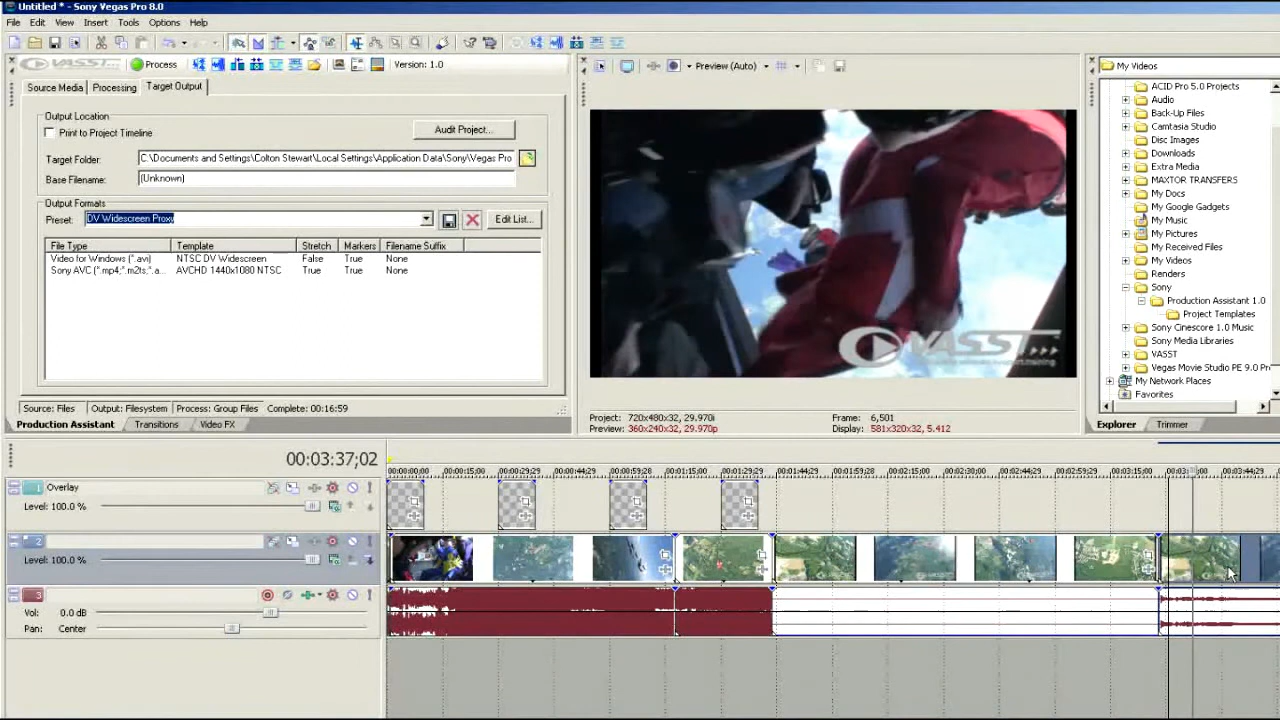 Untitled * - Sony Vegas Pro 8.0
File Edit View Insert Tools Options Help
VASST... Process Version: 1.0
Source Media Processing Target Output
Output Location
Print to Project Timeline Audit Project...
Target Folder: C:\Documents and Settings\Colton Stewart\Local Settings\Application Data\Sony\Vegas Pro
Base Filename: (Unknown)
Output Formats
Preset: DV Widescreen Proxy Edit List...
File Type Template Stretch Markers Filename Suffix
Video for Windows (*.avi) NTSC DV Widescreen False True None
Sony AVC (*.mp4;*.m2ts;*.a... AVCHD 1440x1080 NTSC True True None
Source: Files Output: Filesystem Process: Group Files Complete: 00:16:59
Production Assistant Transitions Video FX
Preview (Auto)
VASST...
Project: 720x480x32, 29.970i Frame: 6,501
Preview: 360x240x32, 29.970p Display: 581x320x32, 5.412
My Videos
ACID Pro 5.0 Projects
Audio
Back-Up Files
Camtasia Studio
Disc Images
Downloads
Extra Media
MAXTOR TRANSFERS
My Docs
My Google Gadgets
My Music
My Pictures
My Received Files
My Videos
Renders
Sony
Production Assistant 1.0
Project Templates
Sony Cinescore 1.0 Music
Sony Media Libraries
VASST
Vegas Movie Studio PE 9.0 Pr
My Network Places
Favorites
Explorer Trimmer
00:03:37;02
00:00:00;00 00:00:15;00 00:00:29;29 00:00:44;29 00:00:59;28 00:01:15;00 00:01:29;29 00:01:44;29 00:01:59;28 00:02:15;00 00:02:30;00 00:02:44;29 00:02:59;29 00:03:15;00 00:03:44;29
1 Overlay
Level: 100.0 %
2
Level: 100.0 %
3
Vol: 0.0 dB
Pan: Center